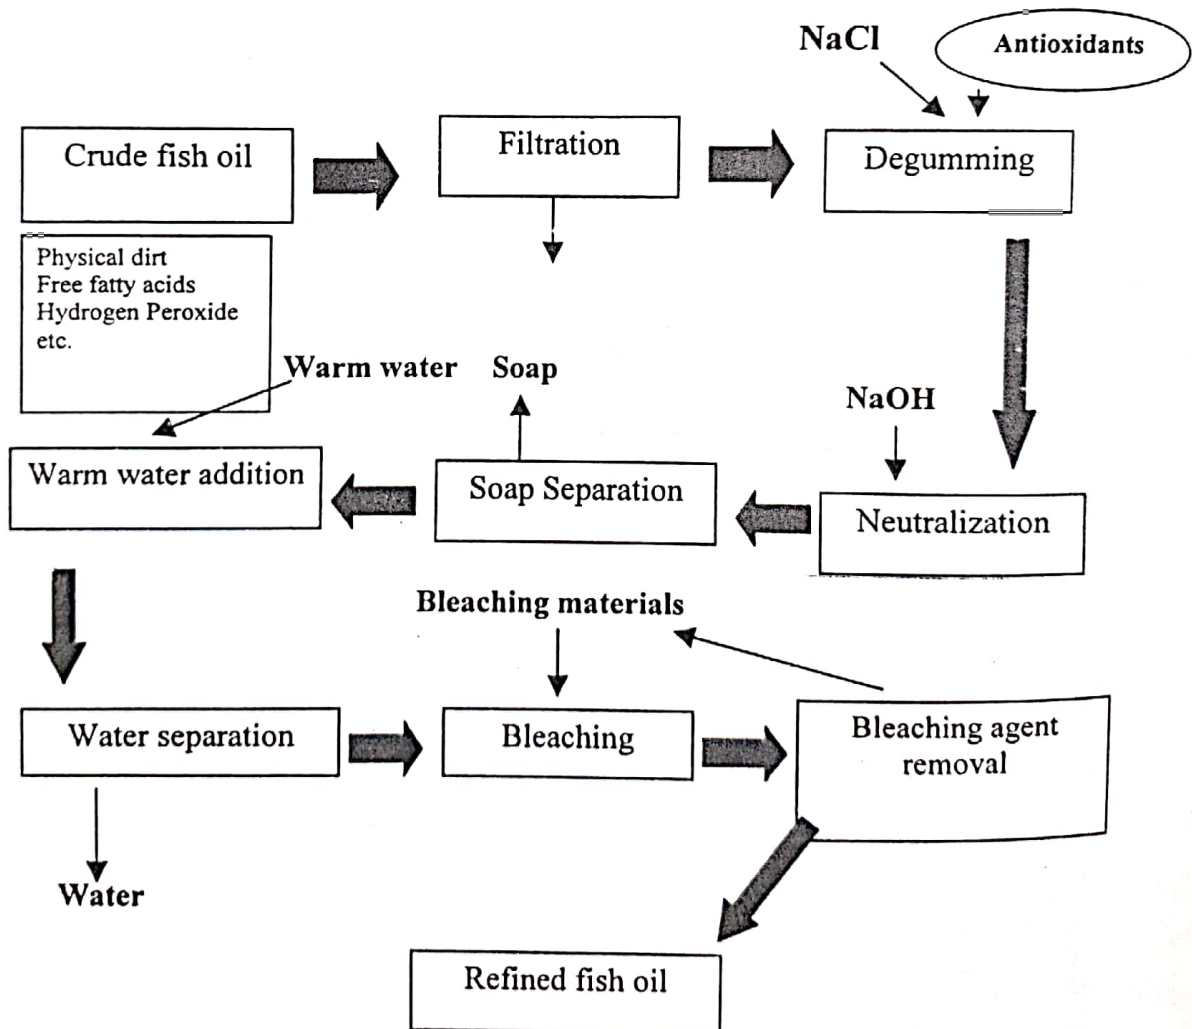 NaCl
Antioxidants
Crude fish oil
Filtration
Degumming
Physical dirt
Free fatty acids
Hydrogen Peroxide
etc.
Warm water
Soap
NaOH
Warm water addition
Soap Separation
Neutralization
Bleaching materials
Water separation
Bleaching
Bleaching agent
removal
Water
Refined fish oil